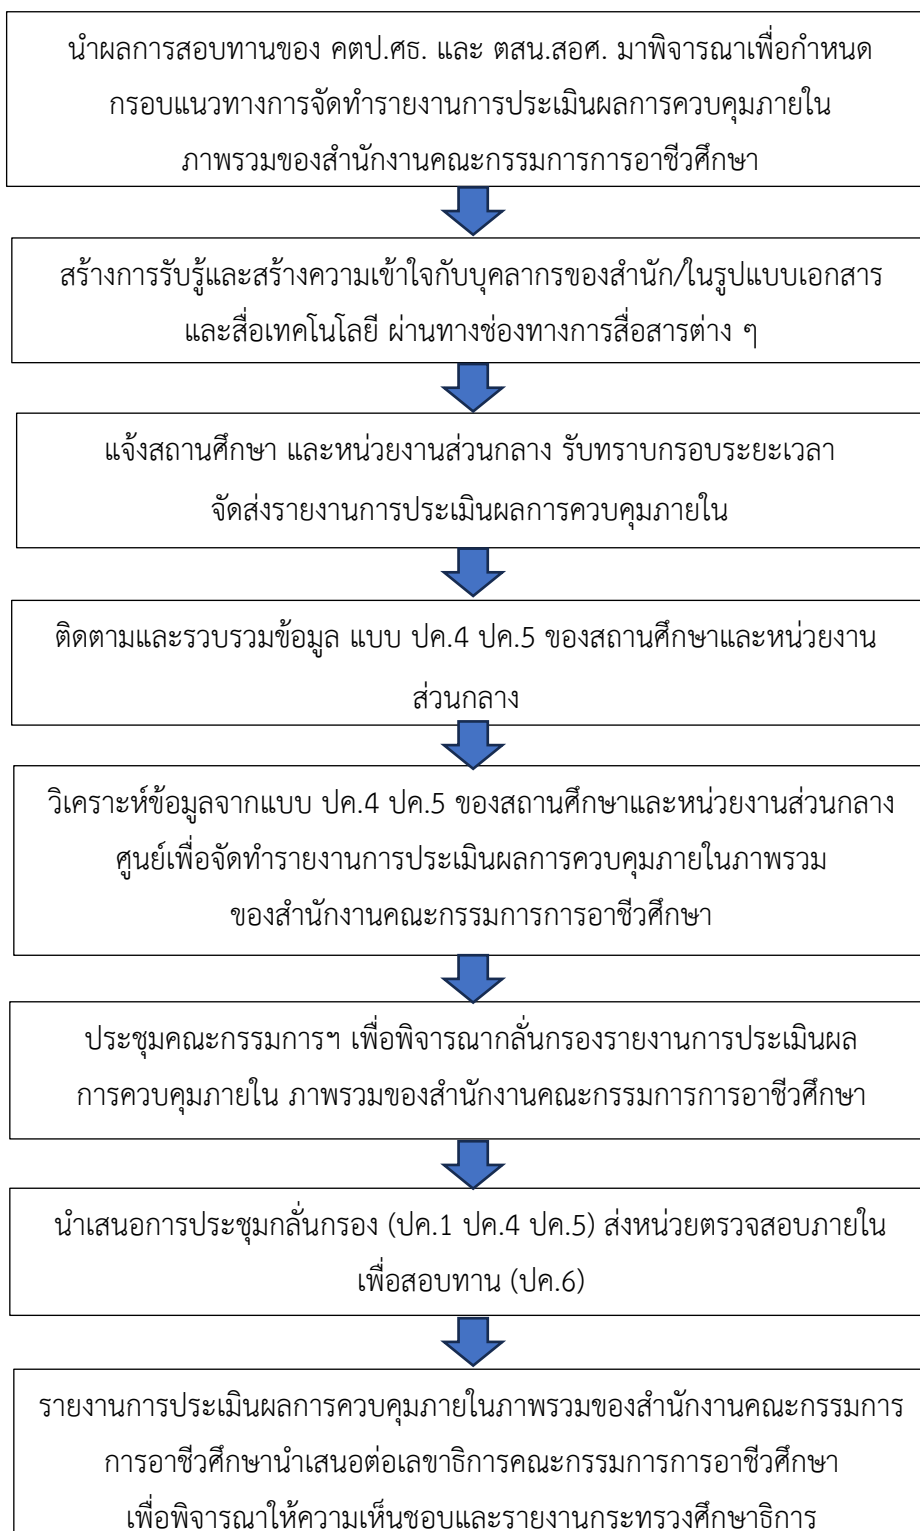 นำผลการสอบทานของ คตป.ศธ. และ ตสน.สอศ. มาพิจารณาเพื่อกำหนด
กรอบแนวทางการจัดทำรายงานการประเมินผลการควบคุมภายใน
ภาพรวมของสำนักงานคณะกรรมการการอาชีวศึกษา
สร้างการรับรู้และสร้างความเข้าใจกับบุคลากรของสำนัก/ในรูปแบบเอกสาร
และสื่อเทคโนโลยี ผ่านทางช่องทางการสื่อสารต่าง ๆ
แจ้งสถานศึกษา และหน่วยงานส่วนกลาง รับทราบกรอบระยะเวลา
จัดส่งรายงานการประเมินผลการควบคุมภายใน
ติดตามและรวบรวมข้อมูล แบบ ปค.4 ปค.5 ของสถานศึกษาและหน่วยงาน
ส่วนกลาง
วิเคราะห์ข้อมูลจากแบบ ปค.4 ปค.5 ของสถานศึกษาและหน่วยงานส่วนกลาง
ศูนย์เพื่อจัดทำรายงานการประเมินผลการควบคุมภายในภาพรวม
ของสำนักงานคณะกรรมการการอาชีวศึกษา
ประชุมคณะกรรมการฯ เพื่อพิจารณากลั่นกรองรายงานการประเมินผล
การควบคุมภายใน ภาพรวมของสำนักงานคณะกรรมการการอาชีวศึกษา
นำเสนอการประชุมกลั่นกรอง (ปค.1 ปค.4 ปค.5) ส่งหน่วยตรวจสอบภายใน
เพื่อสอบทาน (ปค.6)
รายงานการประเมินผลการควบคุมภายในภาพรวมของสำนักงานคณะกรรมการ
การอาชีวศึกษานำเสนอต่อเลขาธิการคณะกรรมการการอาชีวศึกษา
เพื่อพิจารณาให้ความเห็นชอบและรายงานกระทรวงศึกษาธิการ